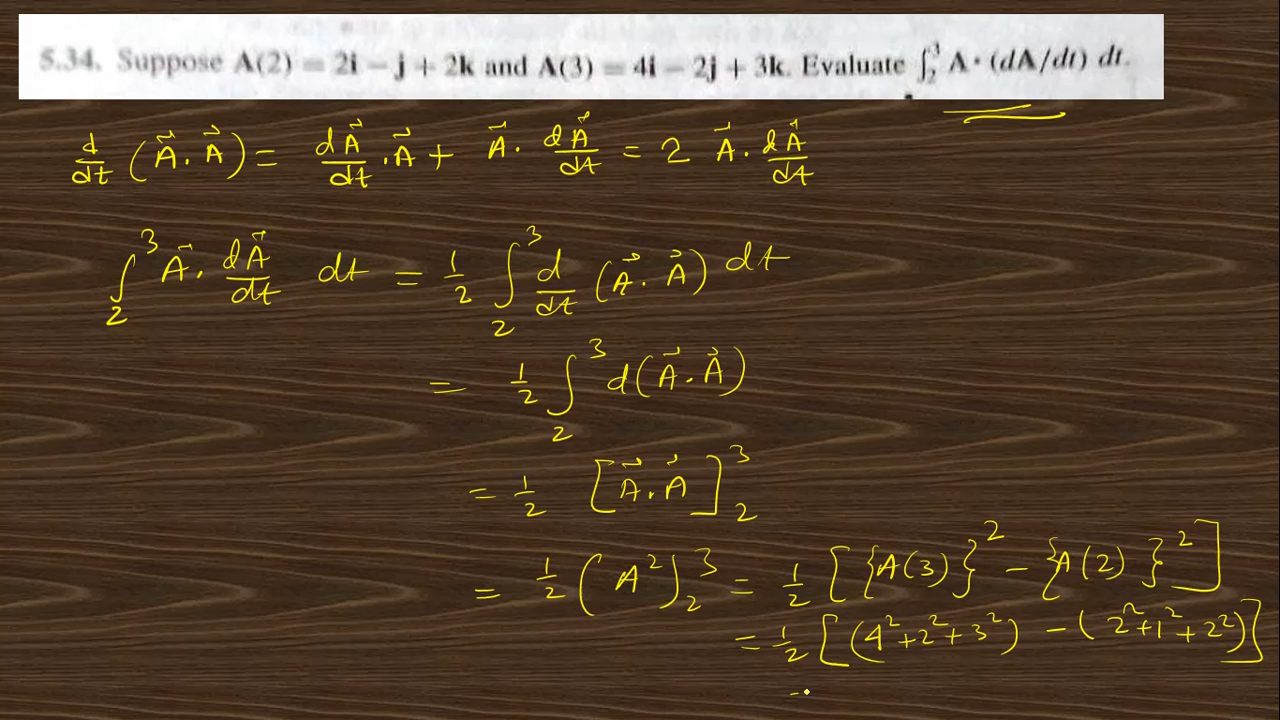 5.34. Suppose A(2) = 2i − j + 2k and A(3) = 4i − 2j + 3k. Evaluate ∫₂³ A · (dA/dt) dt.
d/dt (A⃗ · A⃗) = dA⃗/dt · A⃗ + A⃗ · dA⃗/dt = 2 A⃗ · dA⃗/dt
∫₂³ A⃗ · dA⃗/dt dt = 1/2 ∫₂³ d/dt (A⃗ · A⃗) dt
= 1/2 ∫₂³ d(A⃗ · A⃗)
= 1/2 [A⃗ · A⃗]₂³
= 1/2 (A²)₂³ = 1/2 [{A(3)}² − {A(2)}²]
= 1/2 [(4² + 2² + 3²) − (2² + 1² + 2²)]